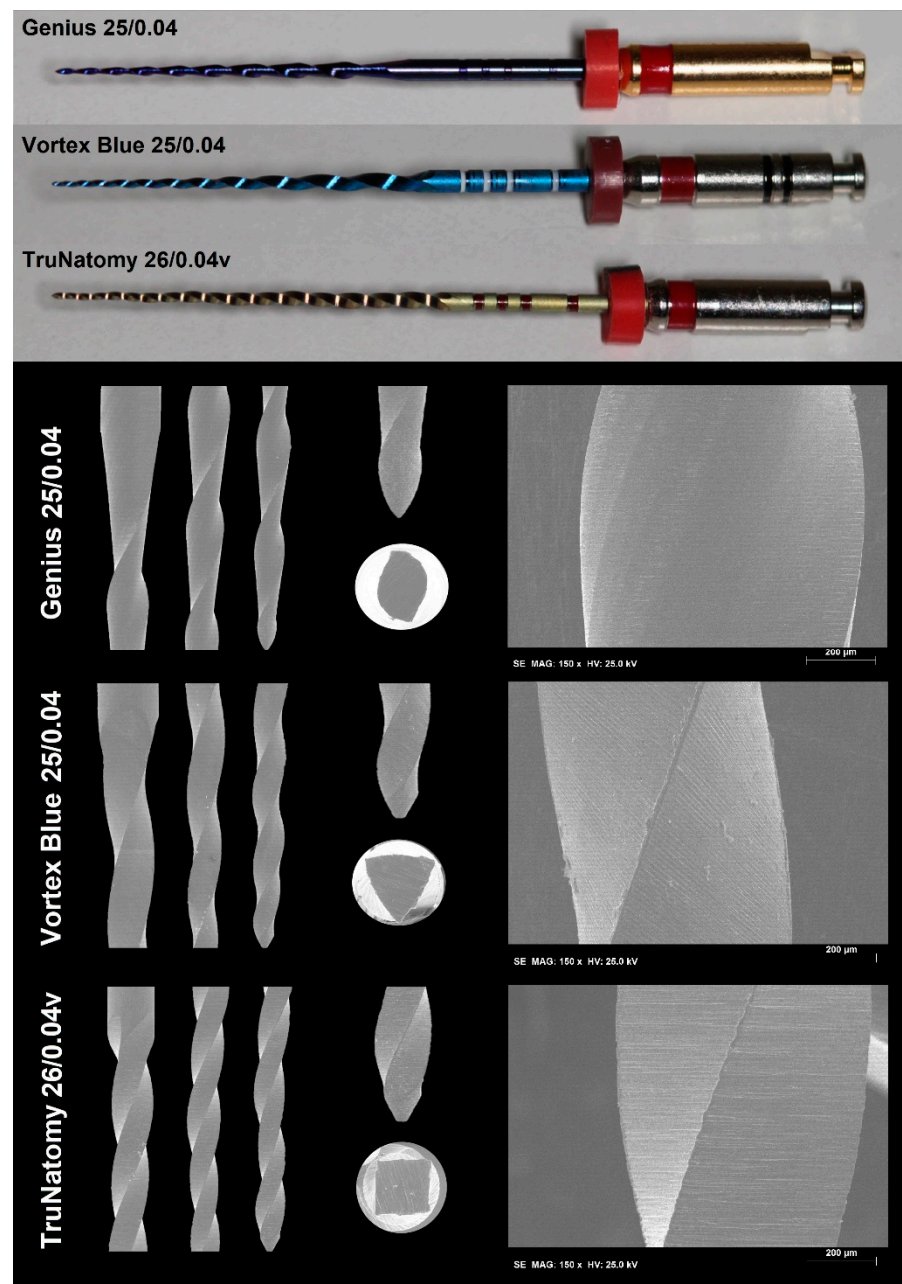 Genius 25/0.04
Vortex Blue 25/0.04
TruNatomy 26/0.04v
Genius 25/0.04
SE MAG: 150 x HV: 25.0 kV
200 µm
Vortex Blue 25/0.04
SE MAG: 150 x HV: 25.0 kV
200 µm
TruNatomy 26/0.04v
SE MAG: 150 x HV: 25.0 kV
200 µm